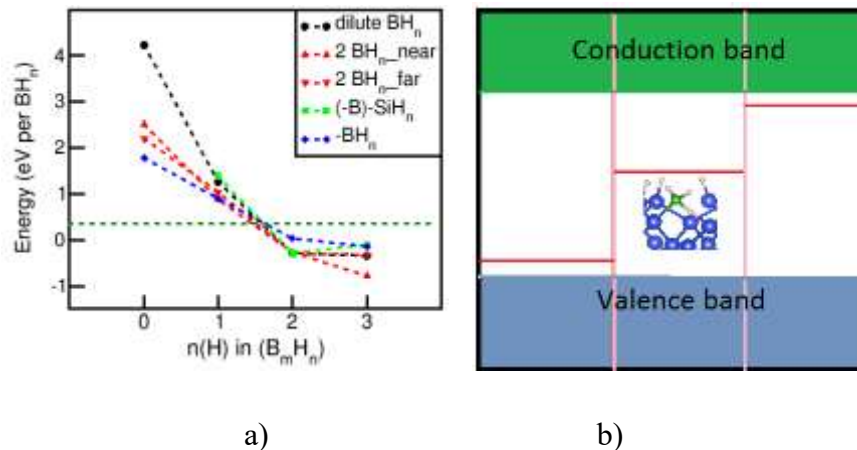 dilute BHₙ
2 BHₙ_near
2 BHₙ_far
(-B)-SiHₙ
-BHₙ
Energy (eV per BHₙ)
4
3
2
1
0
-1
0 1 2 3
n(H) in (BₘHₙ)
Conduction band
Valence band
a) b)